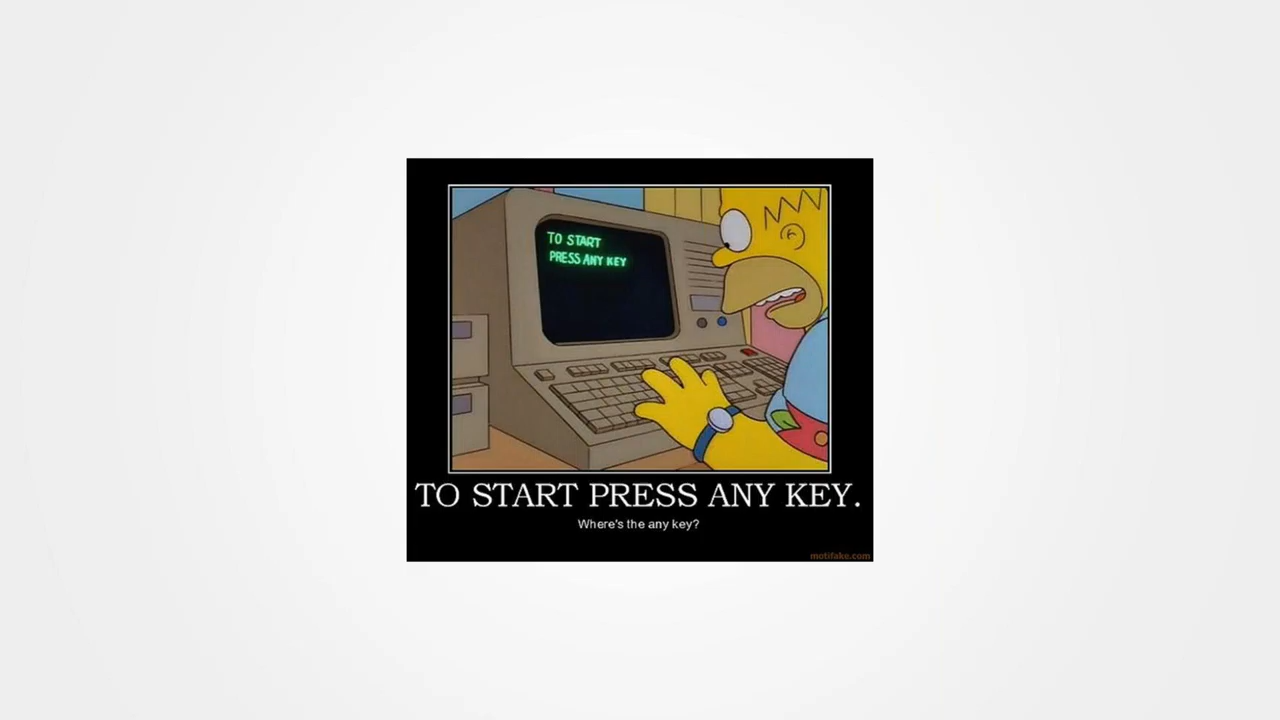 TO START
PRESS ANY KEY
TO START PRESS ANY KEY.
Where's the any key?
motifake.com